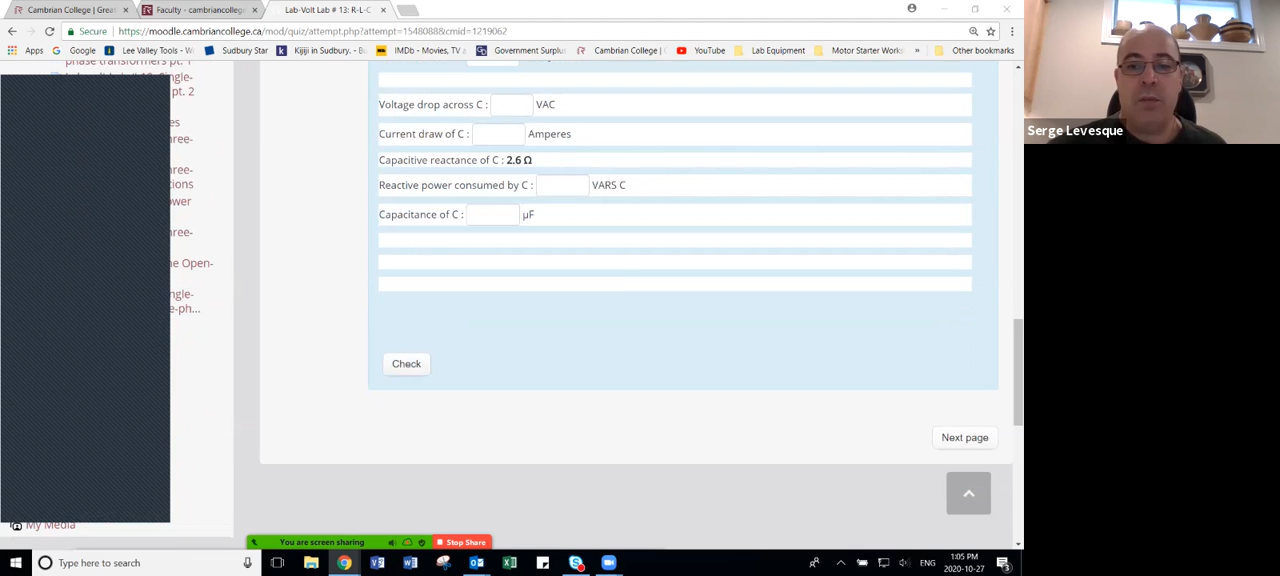 Cambrian College | Great
Faculty - cambriancolleg
Lab-Volt Lab # 13: R-L-C
Secure | https://moodle.cambriancollege.ca/mod/quiz/attempt.php?attempt=1548088&cmid=1219062
Apps Google Lee Valley Tools - W Sudbury Star Kijiji in Sudbury. - Bu IMDb - Movies, TV a Government Surplus Cambrian College | G YouTube Lab Equipment Motor Starter Works » Other bookmarks
phase transformers pt. 1
pt. 2
Voltage drop across C : VAC
Current draw of C : Amperes
Capacitive reactance of C : 2.6 Ω
Reactive power consumed by C : VARS C
Capacitance of C : µF
Check
Next page
My Media
You are screen sharing Stop Share
Type here to search
ENG
1:05 PM
2020-10-27
3
Serge Levesque